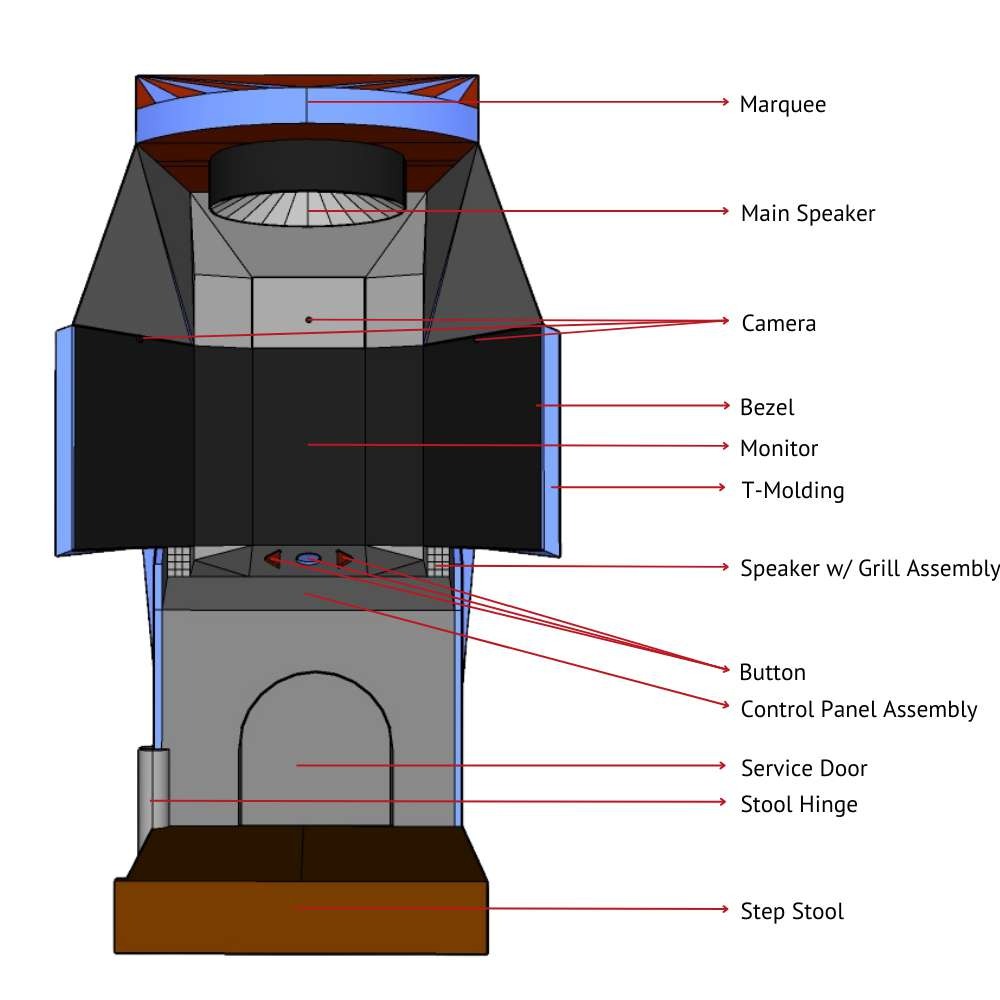 Marquee
Main Speaker
Camera
Bezel
Monitor
T-Molding
Speaker w/ Grill Assembly
Button
Control Panel Assembly
Service Door
Stool Hinge
Step Stool